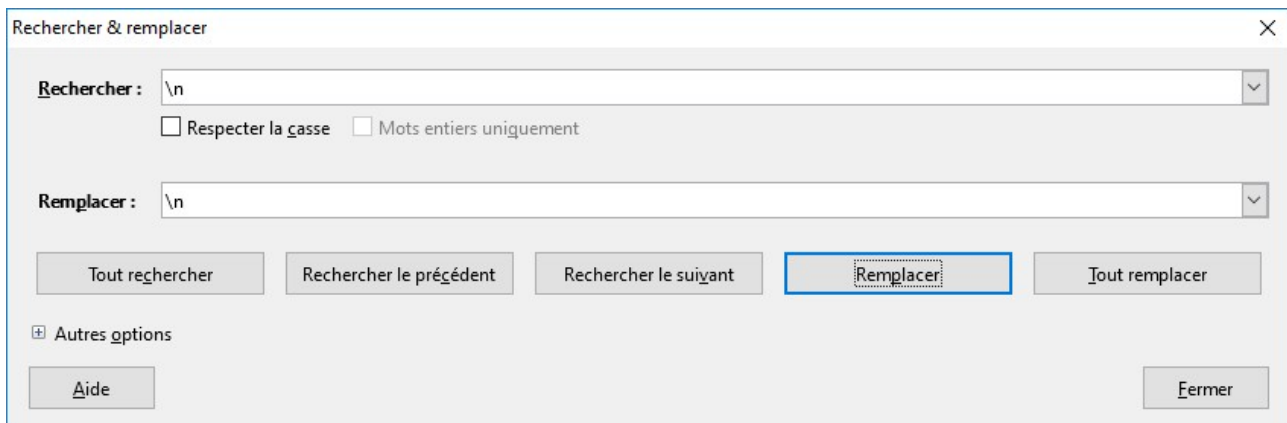 Rechercher & remplacer
Rechercher : \n
Respecter la casse Mots entiers uniquement
Remplacer : \n
Tout rechercher Rechercher le précédent Rechercher le suivant Remplacer Tout remplacer
Autres options
Aide Fermer